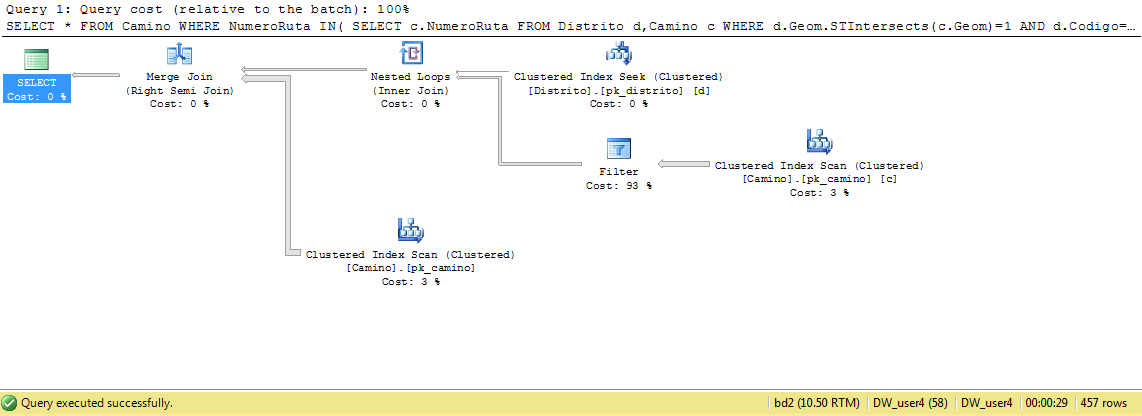 Query 1: Query cost (relative to the batch): 100%
SELECT * FROM Camino WHERE NumeroRuta IN( SELECT c.NumeroRuta FROM Distrito d,Camino c WHERE d.Geom.STIntersects(c.Geom)=1 AND d.Codigo=…
SELECT
Cost: 0 %
Merge Join
(Right Semi Join)
Cost: 0 %
Nested Loops
(Inner Join)
Cost: 0 %
Clustered Index Seek (Clustered)
[Distrito].[pk_distrito] [d]
Cost: 0 %
Filter
Cost: 93 %
Clustered Index Scan (Clustered)
[Camino].[pk_camino] [c]
Cost: 3 %
Clustered Index Scan (Clustered)
[Camino].[pk_camino]
Cost: 3 %
Query executed successfully.
bd2 (10.50 RTM)
DW_user4 (58)
DW_user4
00:00:29
457 rows